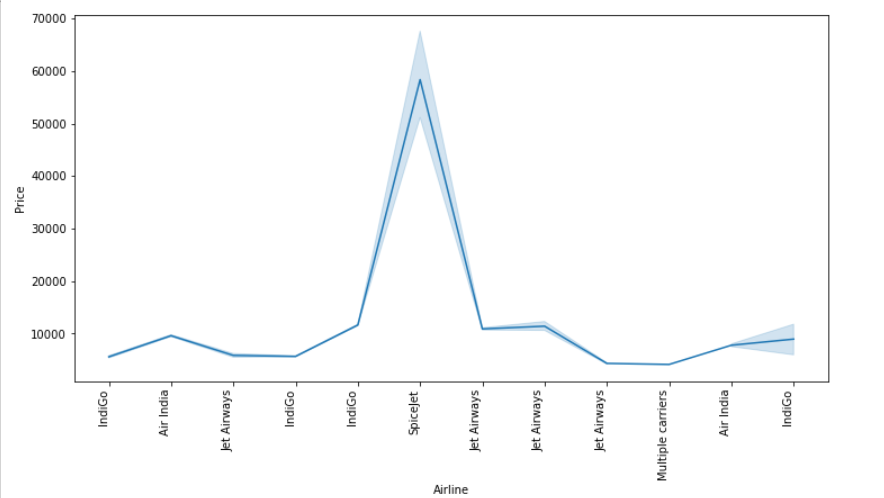 70000
60000
50000
40000
30000
20000
10000
Price
IndiGo
Air India
Jet Airways
IndiGo
IndiGo
SpiceJet
Jet Airways
Jet Airways
Jet Airways
Multiple carriers
Air India
IndiGo
Airline